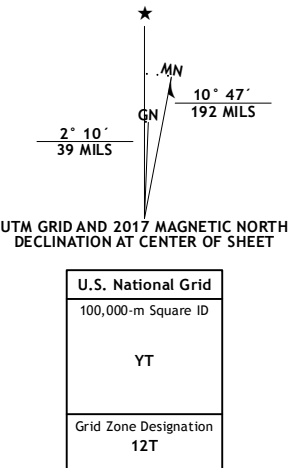 ★
MN
GN
10° 47´
192 MILS
2° 10´
39 MILS
UTM GRID AND 2017 MAGNETIC NORTH
DECLINATION AT CENTER OF SHEET
U.S. National Grid
100,000-m Square ID
YT
Grid Zone Designation
12T